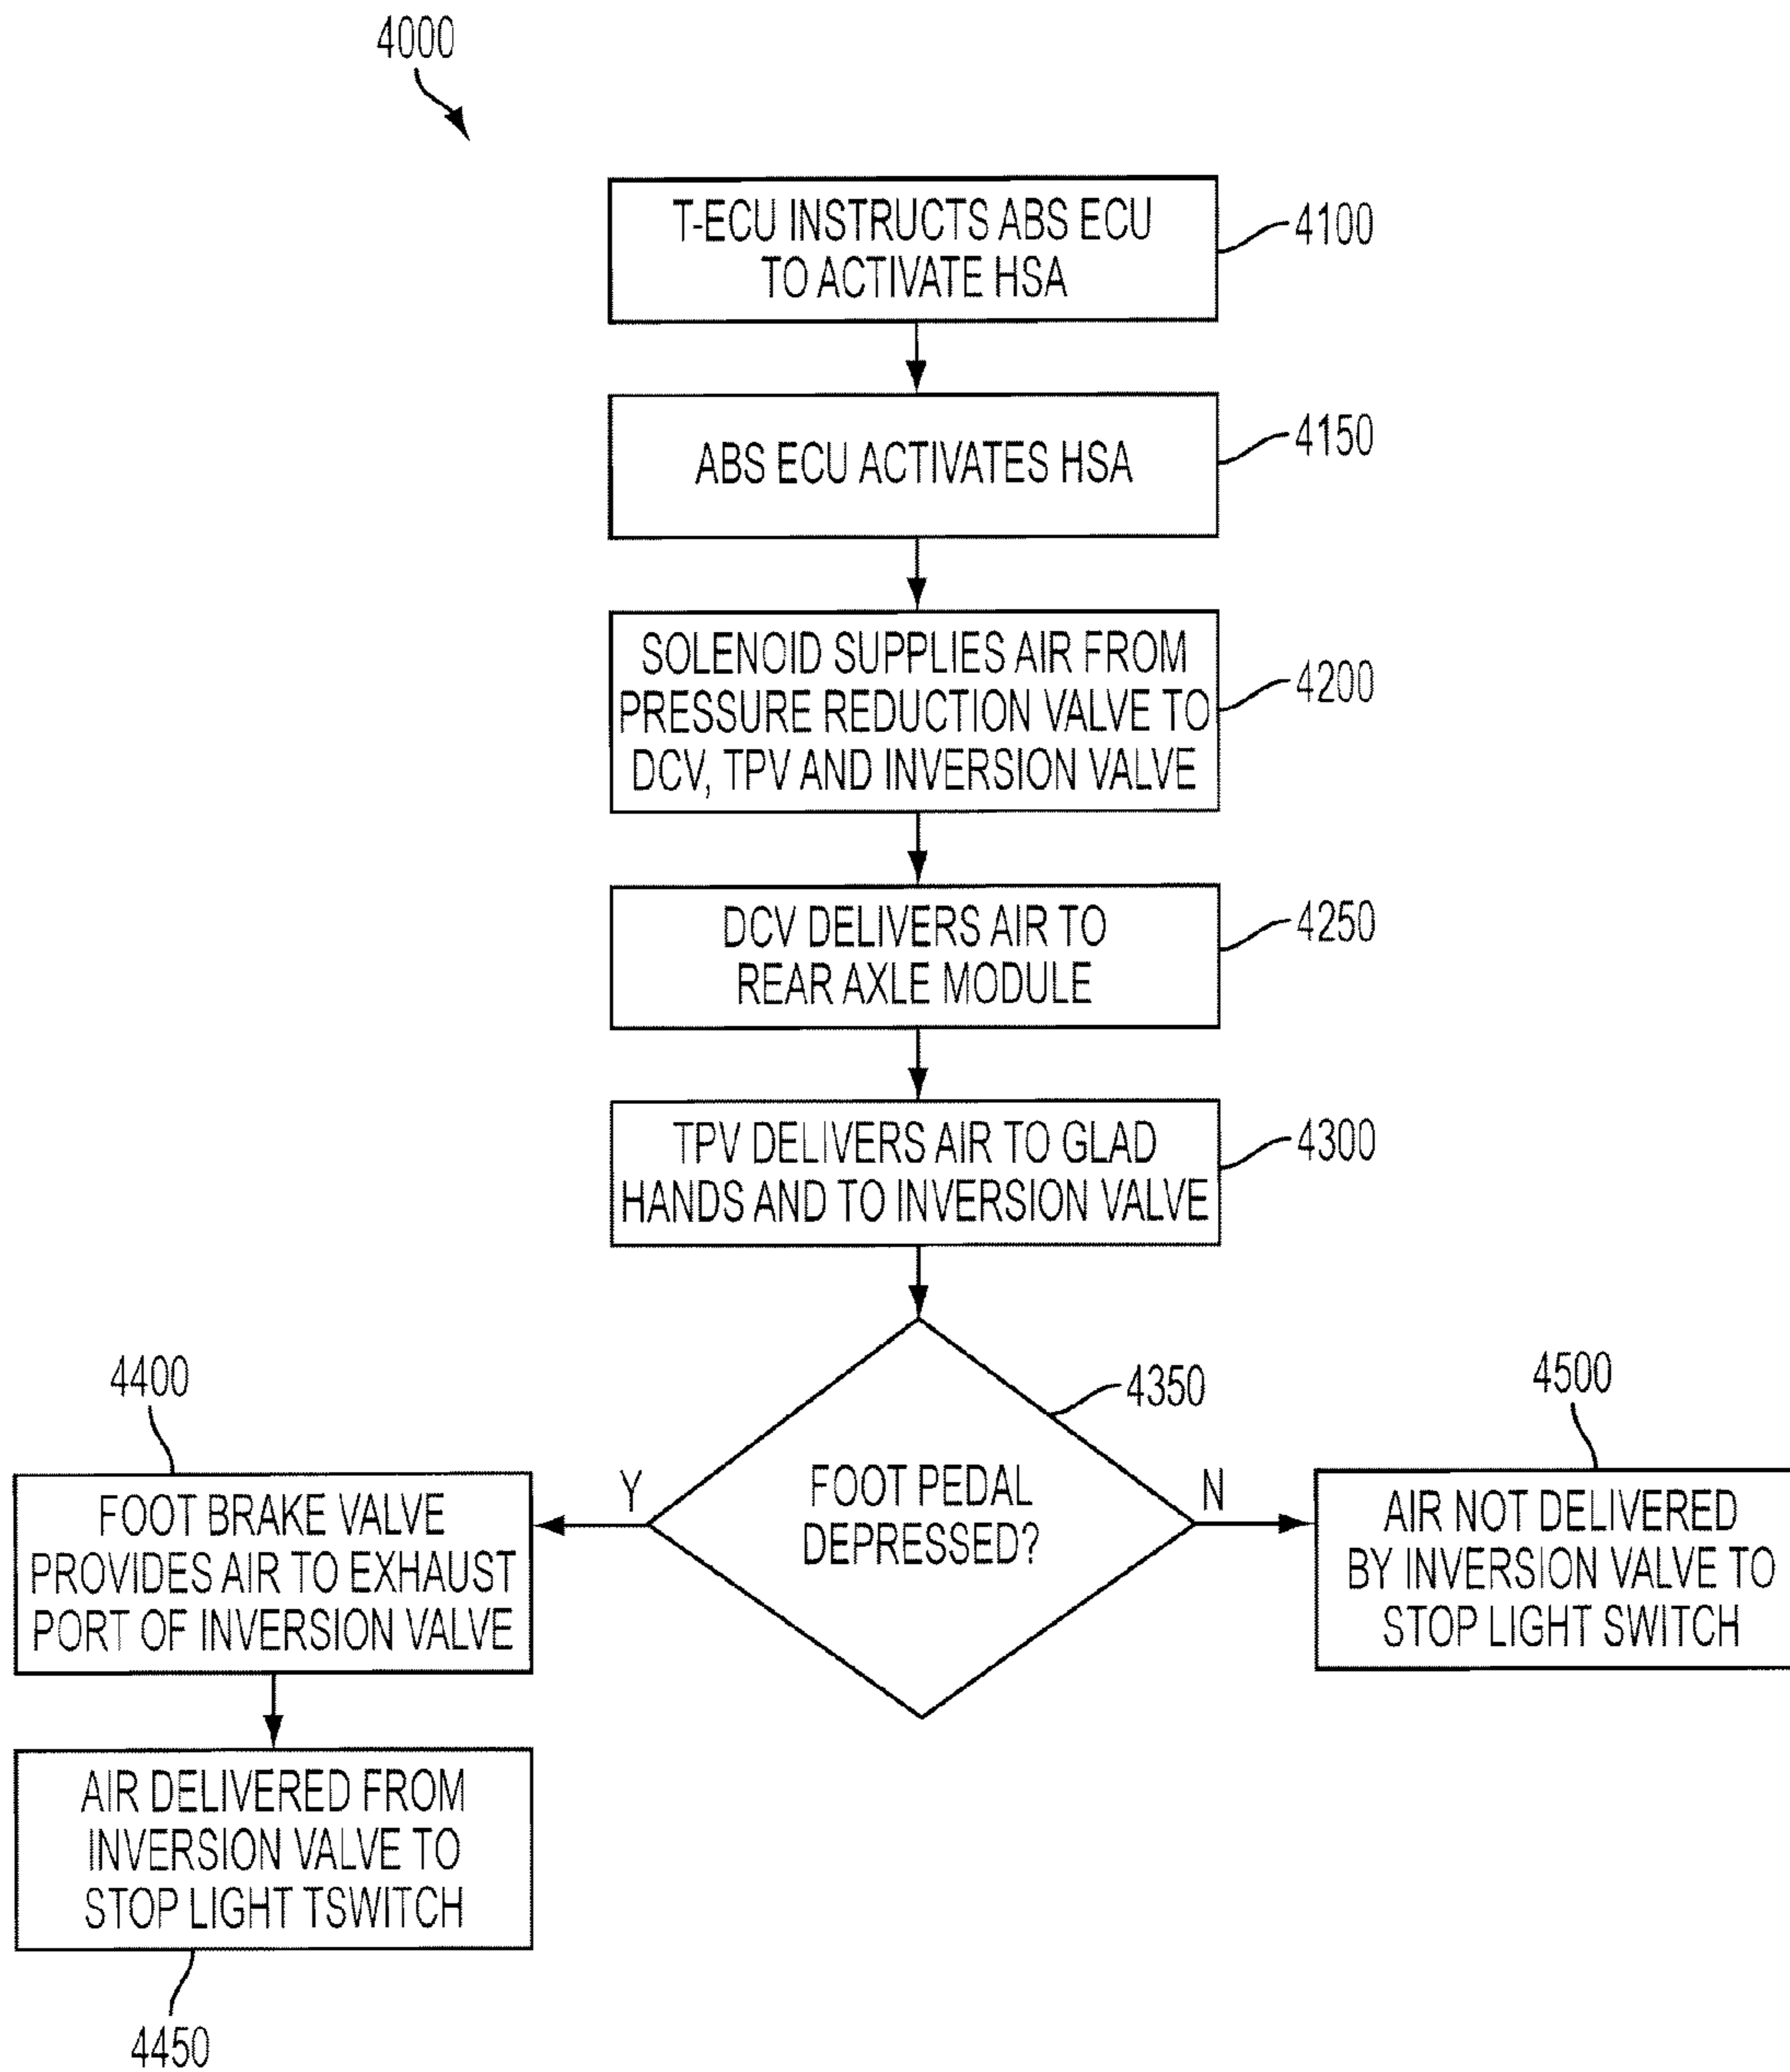 4000
T-ECU INSTRUCTS ABS ECU
TO ACTIVATE HSA
4100
ABS ECU ACTIVATES HSA
4150
SOLENOID SUPPLIES AIR FROM
PRESSURE REDUCTION VALVE TO
DCV, TPV AND INVERSION VALVE
4200
DCV DELIVERS AIR TO
REAR AXLE MODULE
4250
TPV DELIVERS AIR TO GLAD
HANDS AND TO INVERSION VALVE
4300
FOOT PEDAL
DEPRESSED?
4350
Y
N
4400
FOOT BRAKE VALVE
PROVIDES AIR TO EXHAUST
PORT OF INVERSION VALVE
AIR DELIVERED FROM
INVERSION VALVE TO
STOP LIGHT TSWITCH
4450
4500
AIR NOT DELIVERED
BY INVERSION VALVE TO
STOP LIGHT SWITCH